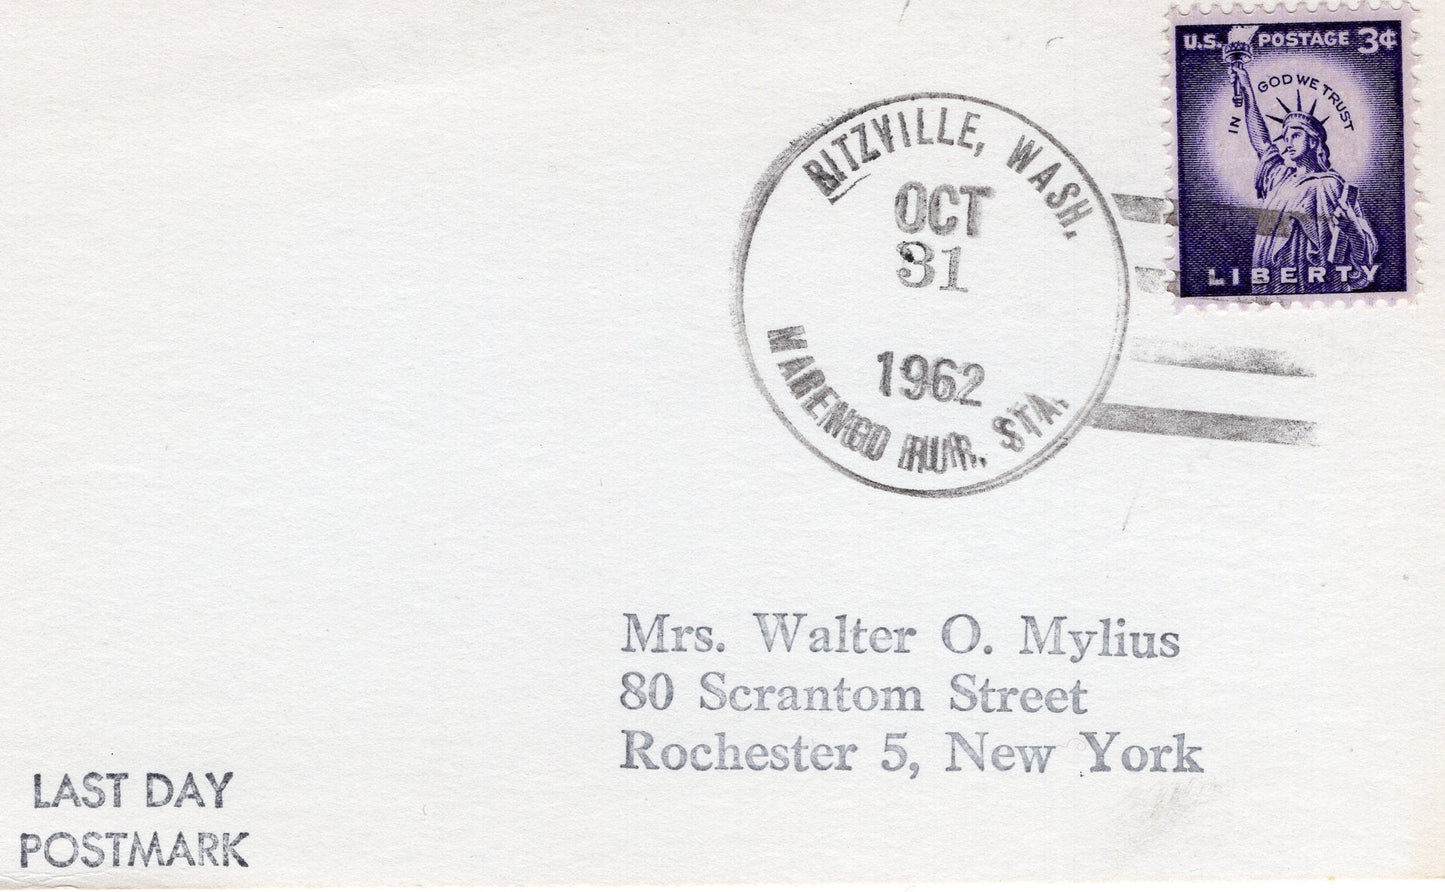 U.S. POSTAGE 3¢
IN GOD WE TRUST
LIBERTY
RITZVILLE, WASH.
OCT
31
1962
MARENGO RUR. STA.
Mrs. Walter O. Mylius
80 Scrantom Street
Rochester 5, New York
LAST DAY
POSTMARK